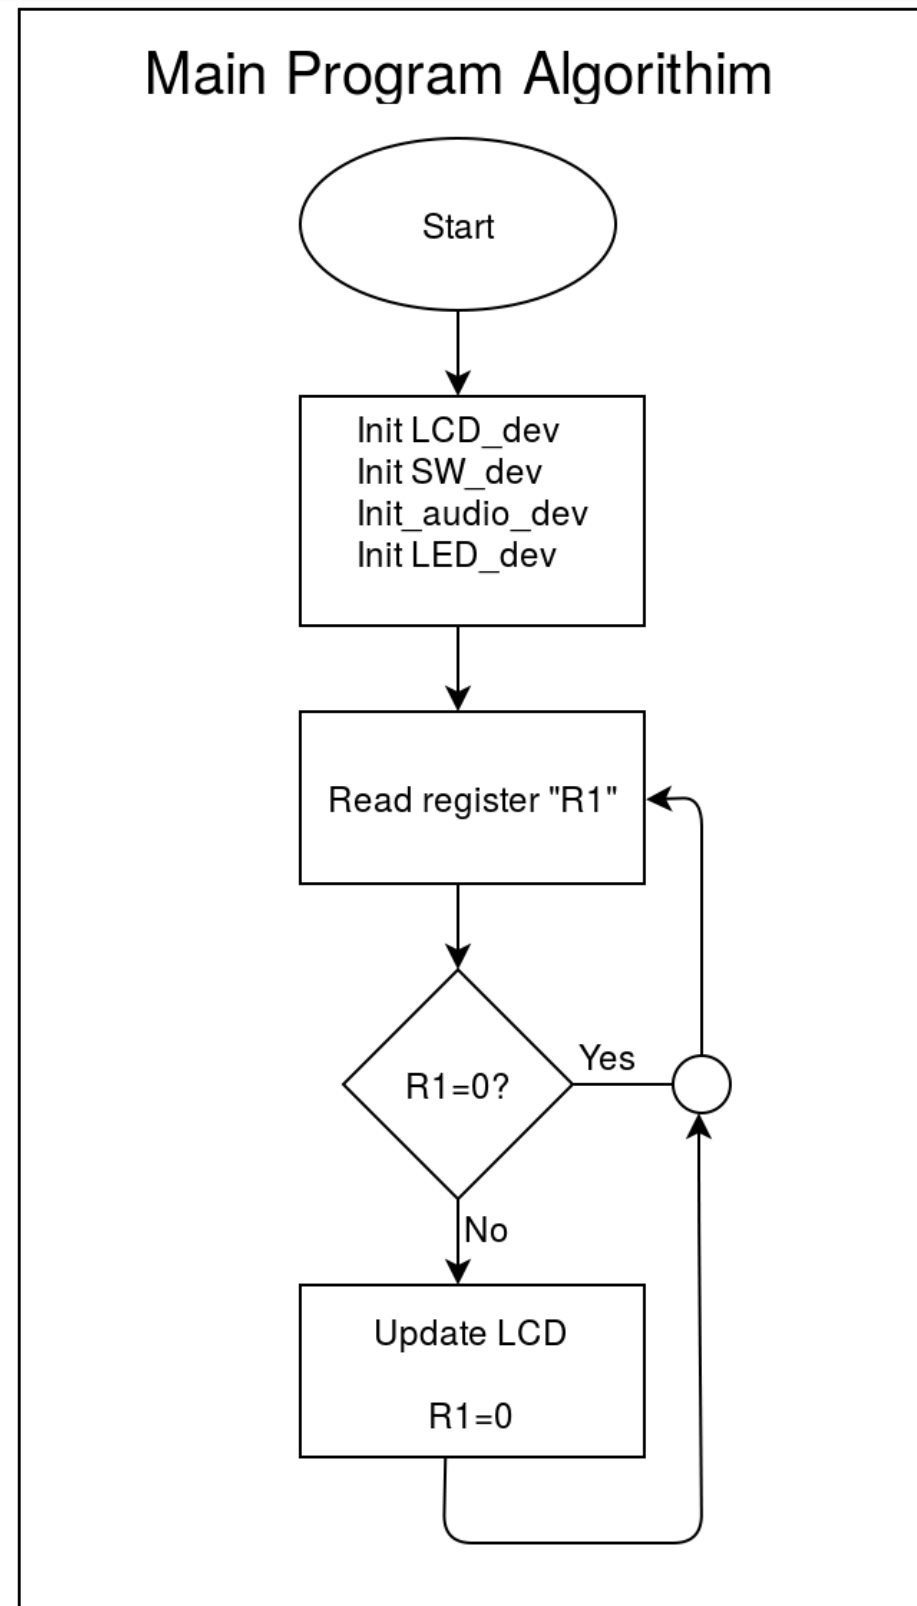 Main Program Algorithim
Start
Init LCD_dev
Init SW_dev
Init_audio_dev
Init LED_dev
Read register "R1"
R1=0?
Yes
No
Update LCD
R1=0